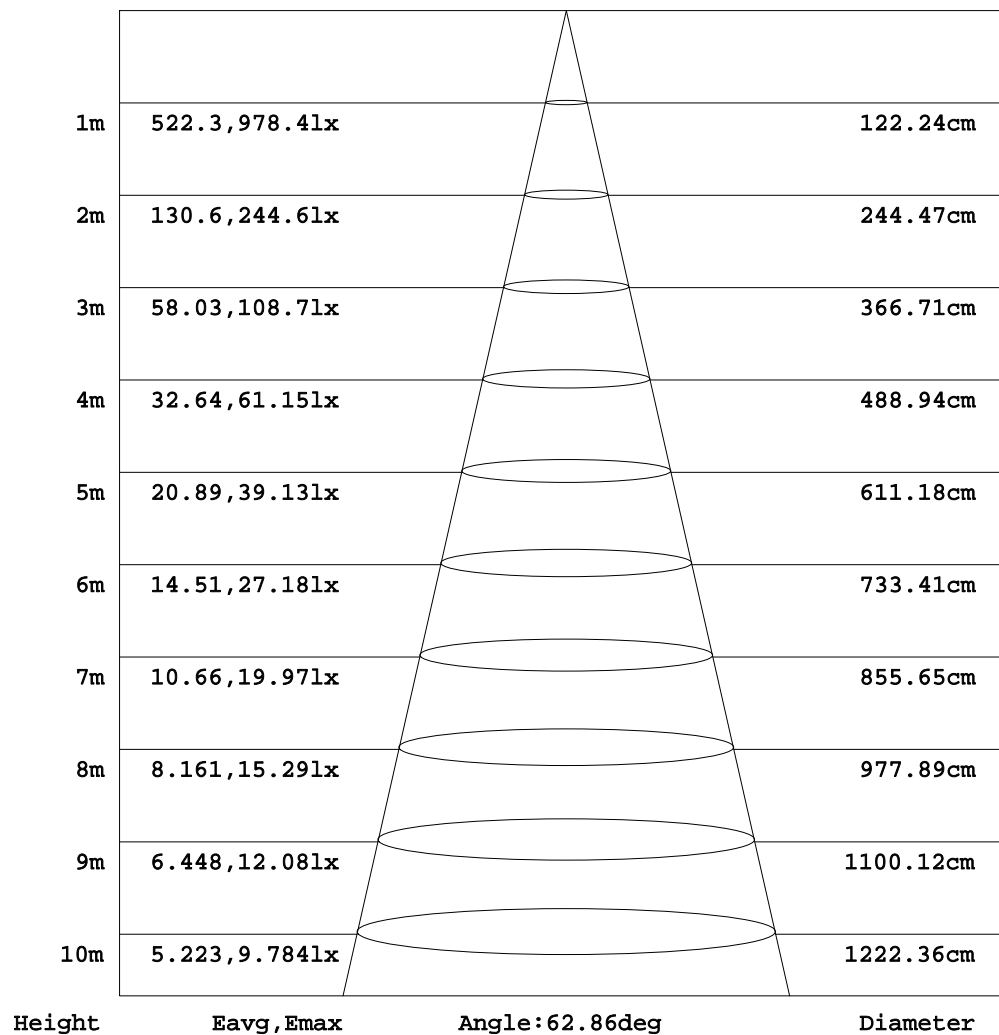 1m 522.3,978.4lx 122.24cm
2m 130.6,244.6lx 244.47cm
3m 58.03,108.7lx 366.71cm
4m 32.64,61.15lx 488.94cm
5m 20.89,39.13lx 611.18cm
6m 14.51,27.18lx 733.41cm
7m 10.66,19.97lx 855.65cm
8m 8.161,15.29lx 977.89cm
9m 6.448,12.08lx 1100.12cm
10m 5.223,9.784lx 1222.36cm
Height Eavg,Emax Angle:62.86deg Diameter